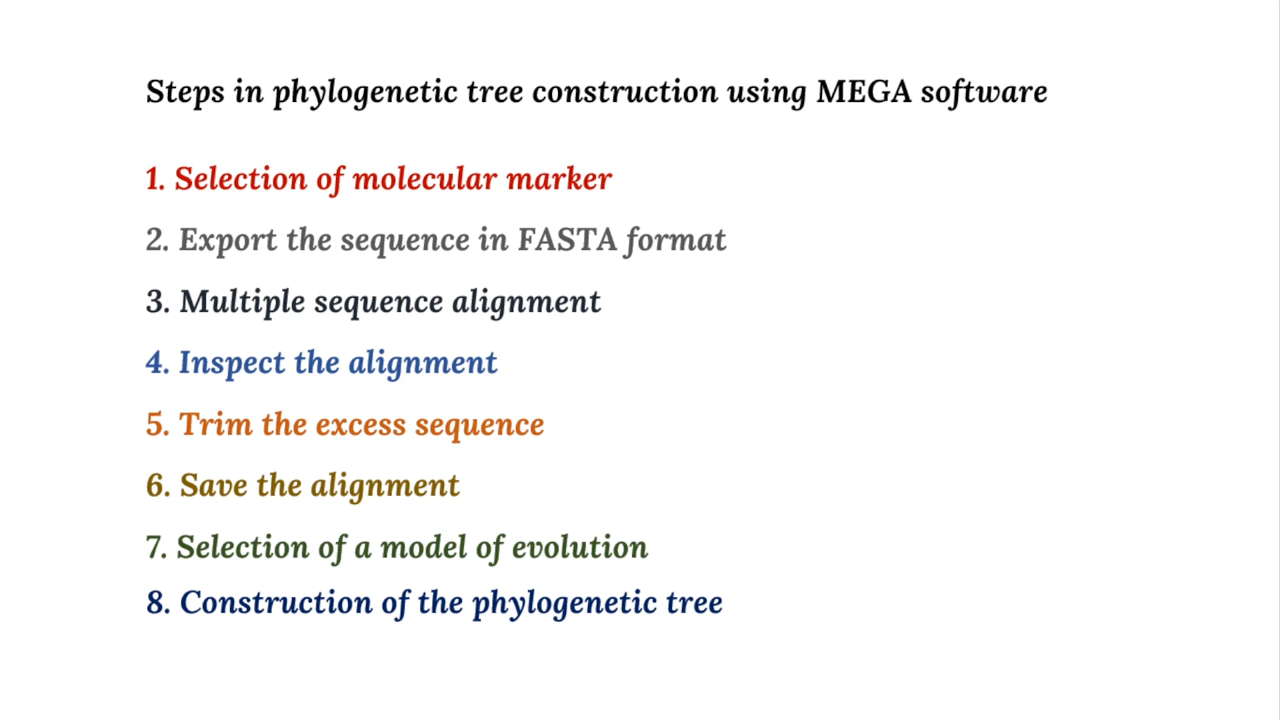 Steps in phylogenetic tree construction using MEGA software
1. Selection of molecular marker
2. Export the sequence in FASTA format
3. Multiple sequence alignment
4. Inspect the alignment
5. Trim the excess sequence
6. Save the alignment
7. Selection of a model of evolution
8. Construction of the phylogenetic tree